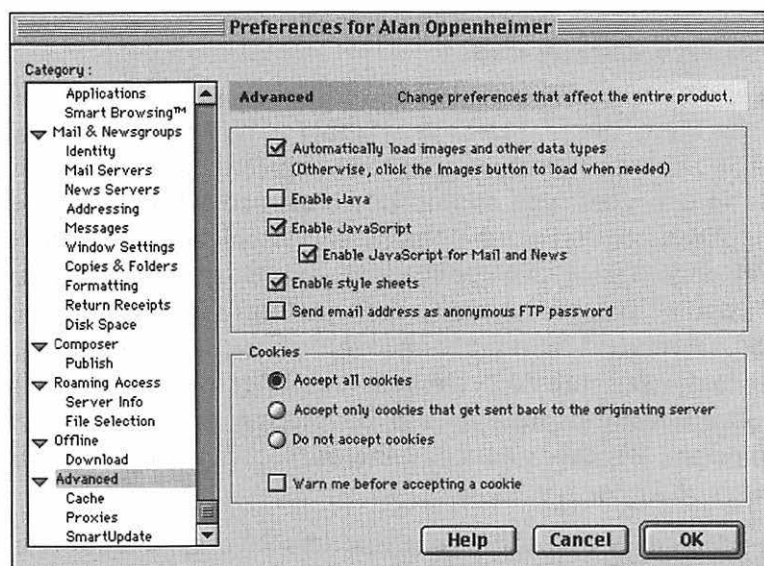 Preferences for Alan Oppenheimer
Category :
Applications
Smart Browsing™
Mail & Newsgroups
Identity
Mail Servers
News Servers
Addressing
Messages
Window Settings
Copies & Folders
Formatting
Return Receipts
Disk Space
Composer
Publish
Roaming Access
Server Info
File Selection
Offline
Download
Advanced
Cache
Proxies
SmartUpdate
Advanced Change preferences that affect the entire product.
Automatically load images and other data types
(Otherwise, click the Images button to load when needed)
Enable Java
Enable JavaScript
Enable JavaScript for Mail and News
Enable style sheets
Send email address as anonymous FTP password
Cookies
Accept all cookies
Accept only cookies that get sent back to the originating server
Do not accept cookies
Warn me before accepting a cookie
Help Cancel OK